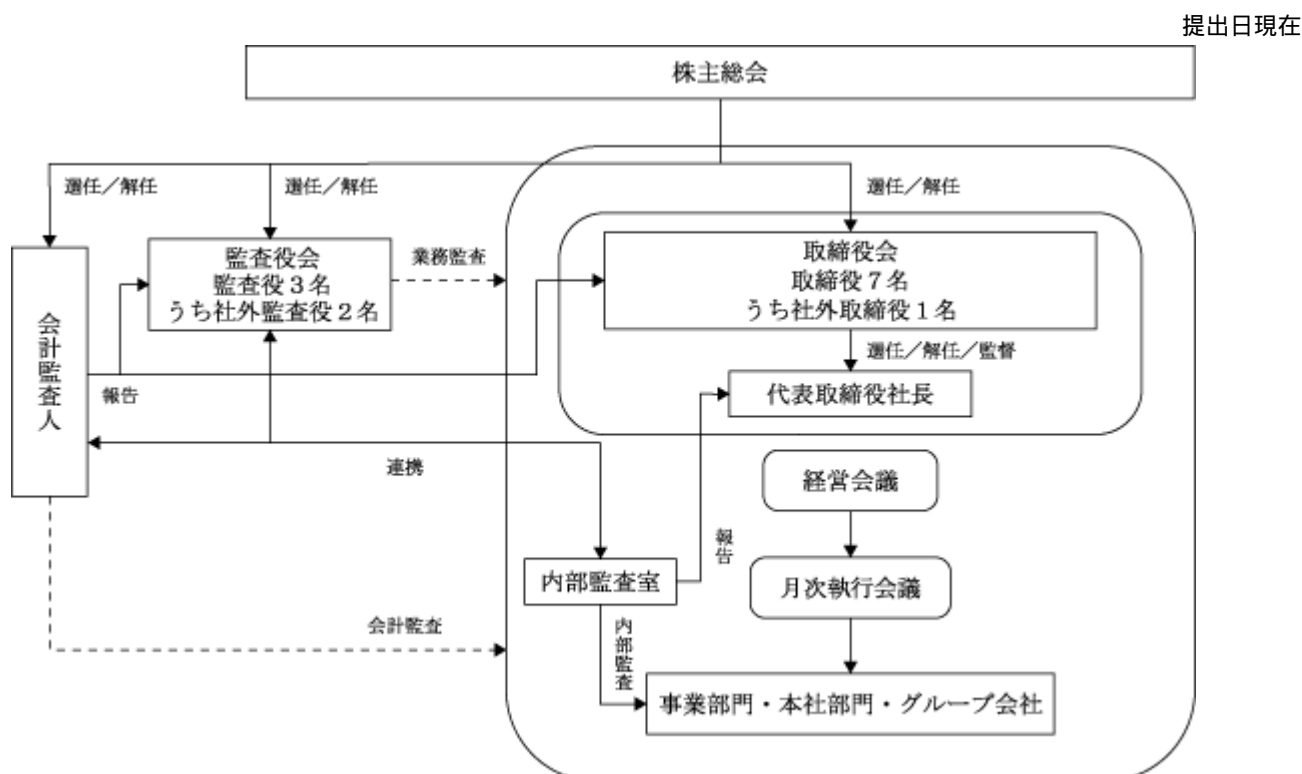 提出日現在
株主総会
選任/解任
選任/解任
選任/解任
監査役会
監査役3名
うち社外監査役2名
業務監査
取締役会
取締役7名
うち社外取締役1名
会計監査人
選任/解任/監督
報告
代表取締役社長
連携
経営会議
報告
内部監査室
月次執行会議
会計監査
内部監査
事業部門・本社部門・グループ会社